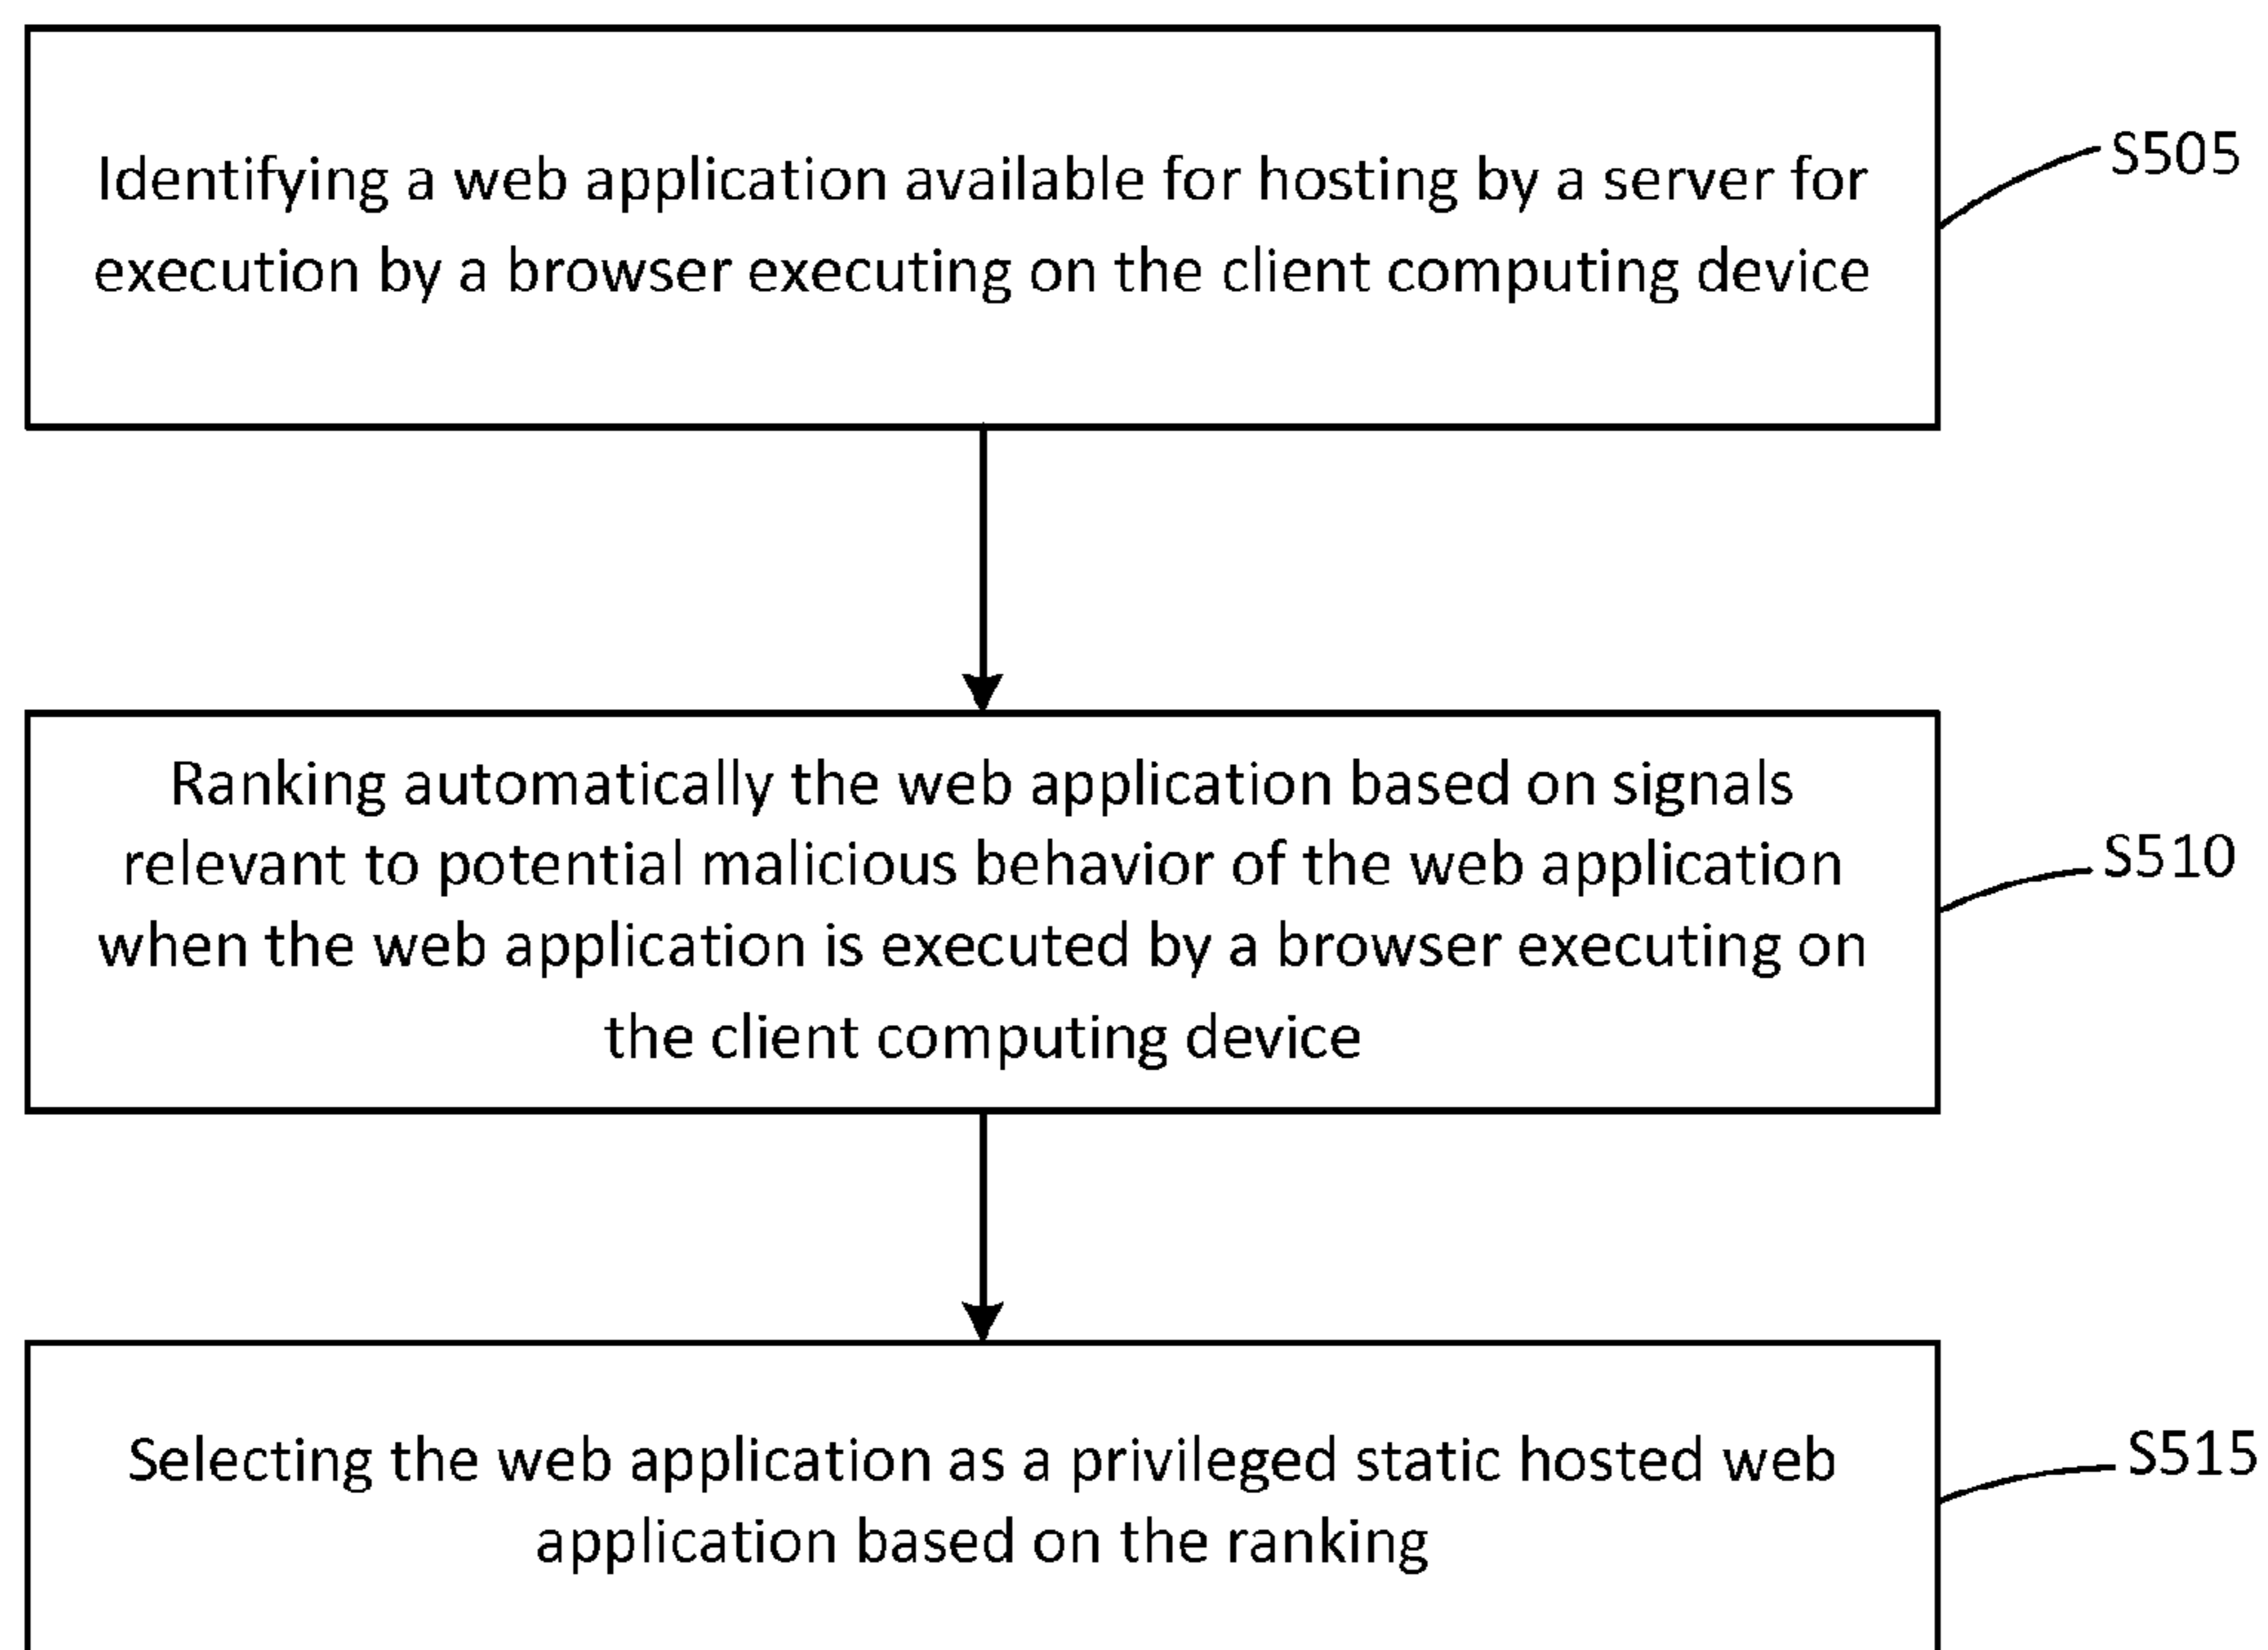 Identifying a web application available for hosting by a server for
execution by a browser executing on the client computing device
S505
Ranking automatically the web application based on signals
relevant to potential malicious behavior of the web application
when the web application is executed by a browser executing on
the client computing device
S510
Selecting the web application as a privileged static hosted web
application based on the ranking
S515